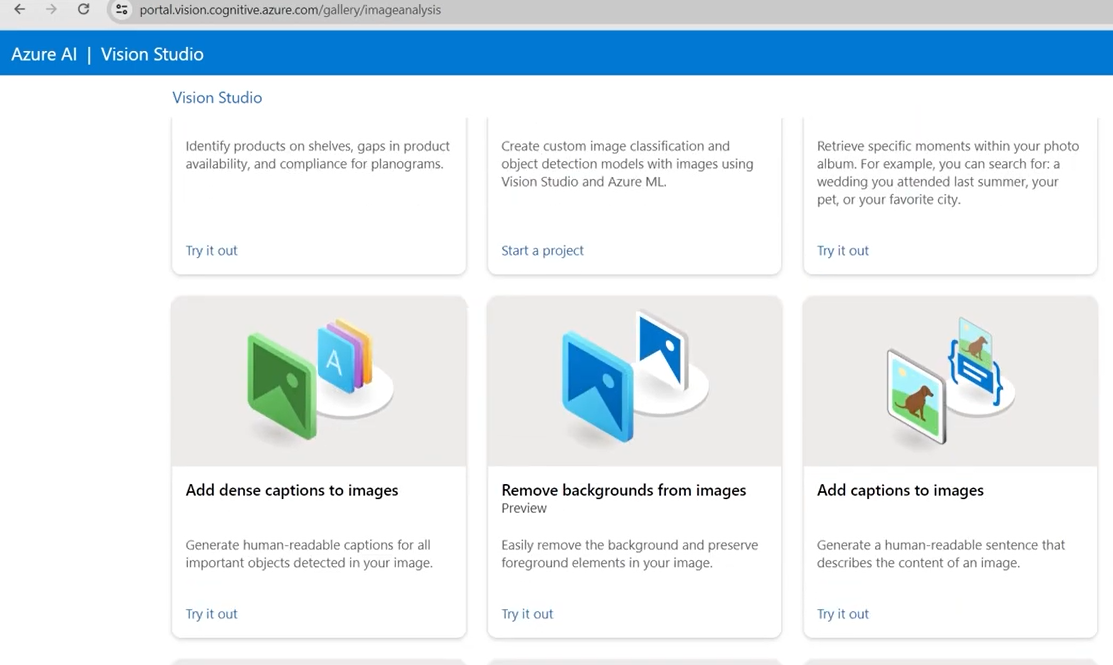 portal.vision.cognitive.azure.com/gallery/imageanalysis
Azure AI | Vision Studio
Vision Studio
Identify products on shelves, gaps in product
availability, and compliance for planograms.
Try it out
Create custom image classification and
object detection models with images using
Vision Studio and Azure ML.
Start a project
Retrieve specific moments within your photo
album. For example, you can search for: a
wedding you attended last summer, your
pet, or your favorite city.
Try it out
A
Add dense captions to images
Generate human-readable captions for all
important objects detected in your image.
Try it out
Remove backgrounds from images
Preview
Easily remove the background and preserve
foreground elements in your image.
Try it out
Add captions to images
Generate a human-readable sentence that
describes the content of an image.
Try it out